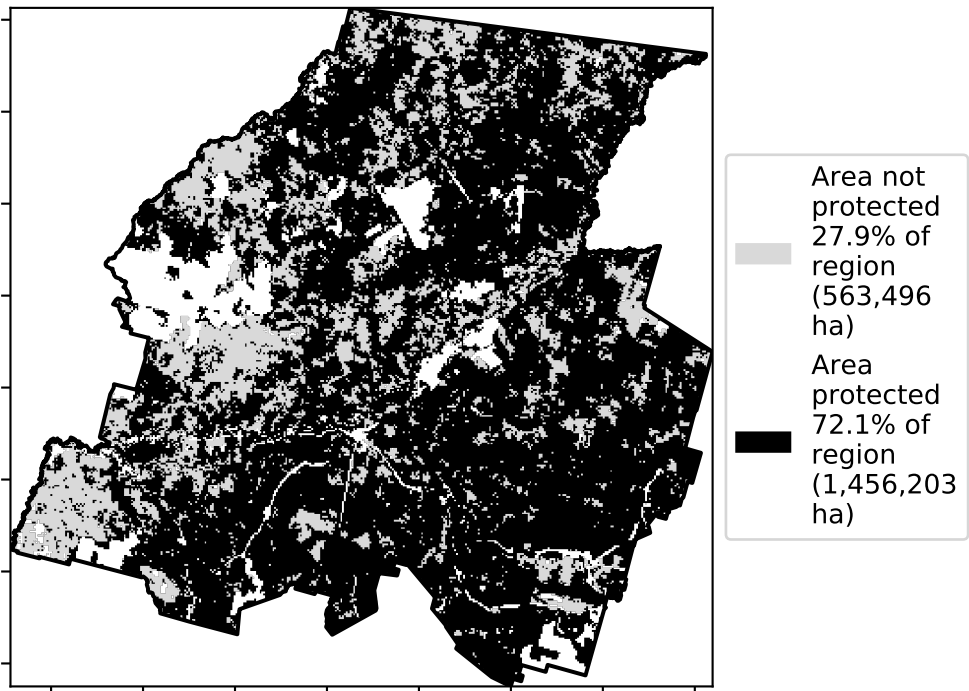 Area not
protected
27.9% of
region
(563,496
ha)
Area
protected
72.1% of
region
(1,456,203
ha)